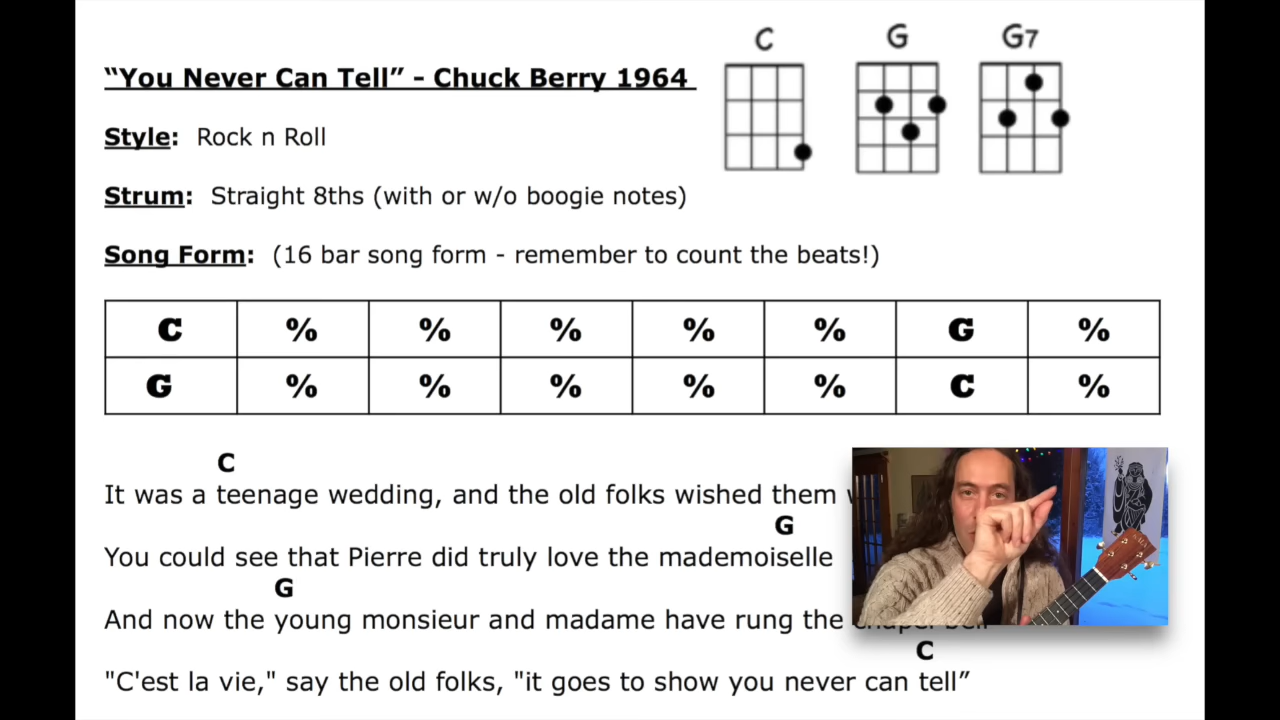 C G G7
“You Never Can Tell” - Chuck Berry 1964
Style: Rock n Roll
Strum: Straight 8ths (with or w/o boogie notes)
Song Form: (16 bar song form - remember to count the beats!)
C % % % % % G %
G % % % % % C %
C
It was a teenage wedding, and the old folks wished them
G
You could see that Pierre did truly love the mademoiselle
G
And now the young monsieur and madame have rung the chapel bell
C
"C'est la vie," say the old folks, "it goes to show you never can tell”
KALA